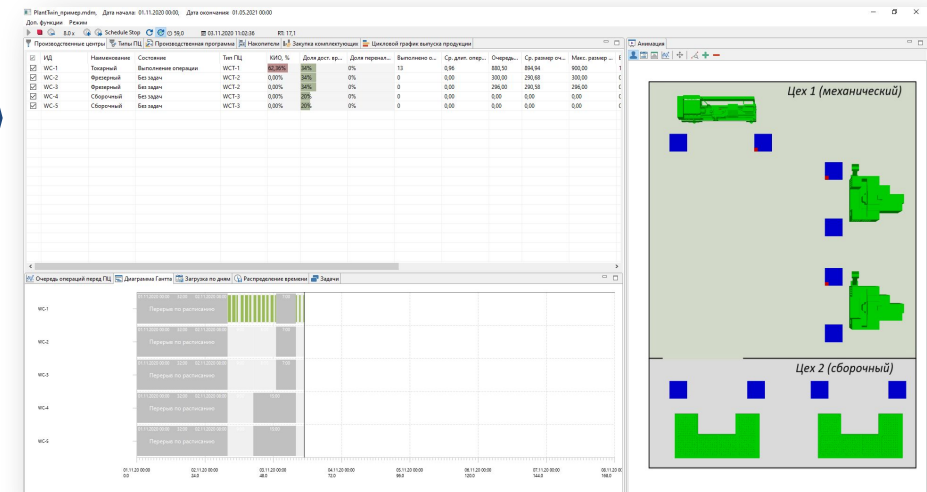 PlantTwin_пример.mdm, Дата начала: 01.11.2020 00:00, Дата окончания: 01.05.2021 00:00
Доп. функции Режим
8.0 x Schedule Stop 59,0 03.11.2020 11:02:36 RT: 17,1
Производственные центры Типы ПЦ Производственная программа Накопители Закупка комплектующих Цикловой график выпуска продукции
ИД Наименование Состояние Тип ПЦ КИО, % Доля дост. вр... Доля перенал... Выполнено о... Ср. длит. опер... Очередь... Ср. размер оч... Макс. размер ...
WC-1 Токарный Выполнение операции WCT-1 62,36% 34% 0% 13 0,96 880,50 894,94 900,00
WC-2 Фрезерный Без задач WCT-2 0,00% 34% 0% 0 0,00 300,00 290,68 300,00
WC-3 Фрезерный Без задач WCT-2 0,00% 34% 0% 0 0,00 296,00 290,58 296,00
WC-4 Сборочный Без задач WCT-3 0,00% 20% 0% 0 0,00 0,00 0,00 0,00
WC-5 Сборочный Без задач WCT-3 0,00% 20% 0% 0 0,00 0,00 0,00 0,00
Очередь операций перед ПЦ Диаграмма Гантта Загрузка по дням Распределение времени Задачи
WC-1
Перерыв по расписанию
WC-2
Перерыв по расписанию
WC-3
Перерыв по расписанию
WC-4
Перерыв по расписанию
WC-5
Перерыв по расписанию
01.11.20 00:00 02.11.20 00:00 03.11.20 00:00 04.11.20 00:00 05.11.20 00:00 06.11.20 00:00 07.11.20 00:00
0.0 24.0 48.0 72.0 96.0 120.0 144.0 168.0
Анимация
Цех 1 (механический)
Цех 2 (сборочный)